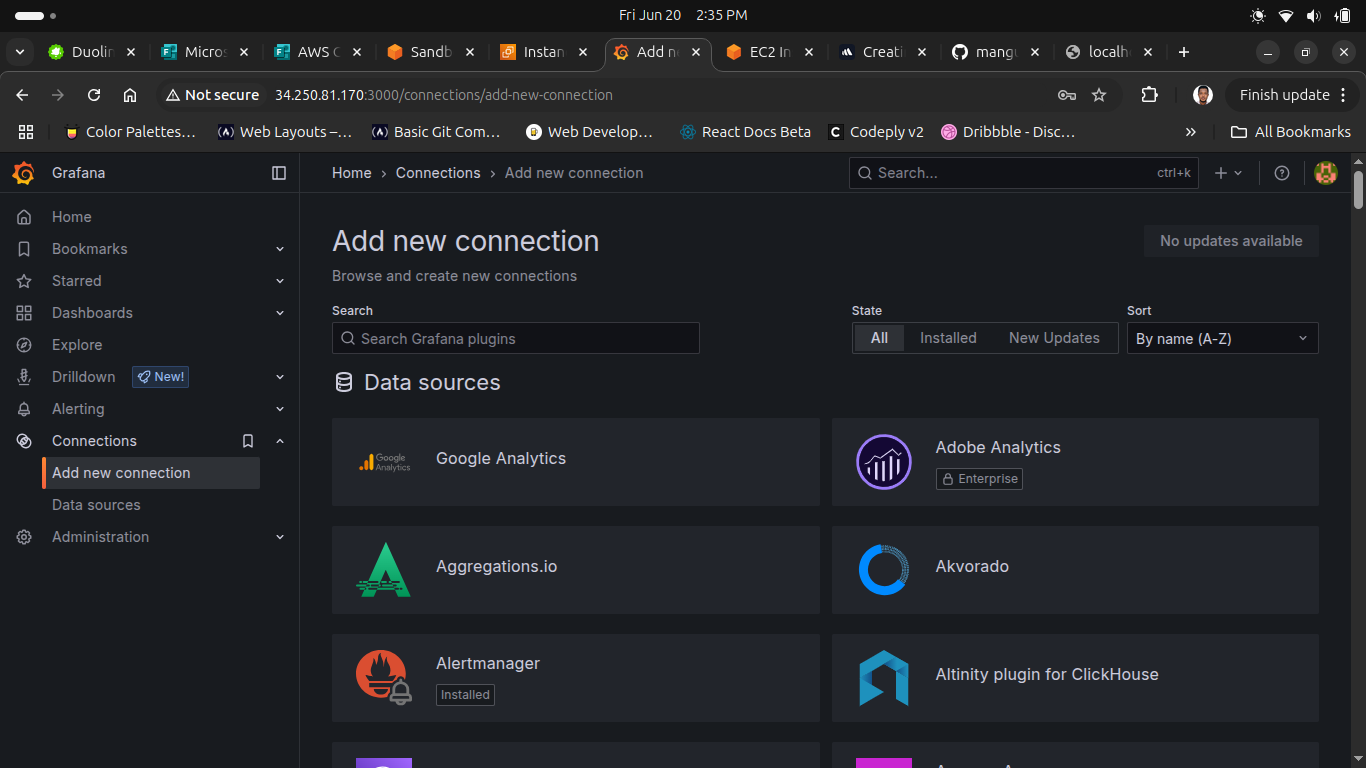 Fri Jun 20 2:35 PM
Duolin
Micros
AWS C
Sandb
Instan
Add ne
EC2 In
Creati
mangu
localh
Not secure 34.250.81.170:3000/connections/add-new-connection
Finish update
Color Palettes...
Web Layouts –...
Basic Git Com...
Web Develop...
React Docs Beta
Codeply v2
Dribbble - Disc...
»
All Bookmarks
Grafana
Home › Connections › Add new connection
Search...
ctrl+k
Home
Bookmarks
Starred
Dashboards
Explore
Drilldown
New!
Alerting
Connections
Add new connection
Data sources
Administration
Add new connection
No updates available
Browse and create new connections
Search
Search Grafana plugins
State
All
Installed
New Updates
Sort
By name (A-Z)
Data sources
Google Analytics
Google Analytics
Adobe Analytics
Enterprise
Aggregations.io
Akvorado
Alertmanager
Installed
Altinity plugin for ClickHouse